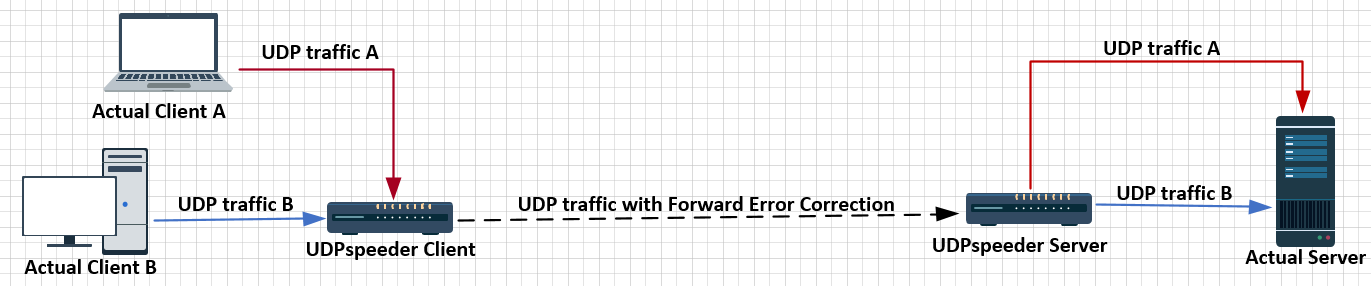 UDP traffic A
Actual Client A
UDP traffic B
Actual Client B
UDPspeeder Client
UDP traffic with Forward Error Correction
UDPspeeder Server
UDP traffic A
UDP traffic B
Actual Server